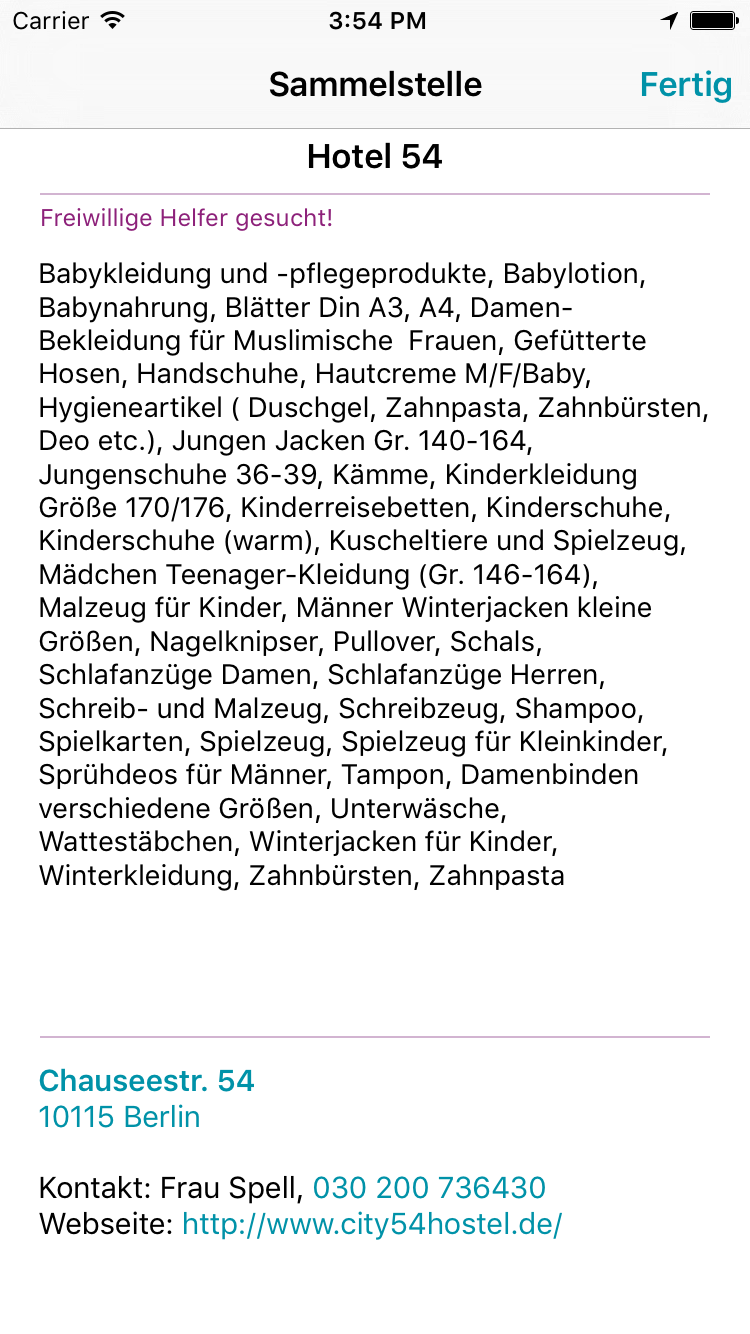 Carrier 3:54 PM
Sammelstelle Fertig
Hotel 54
Freiwillige Helfer gesucht!
Babykleidung und -pflegeprodukte, Babylotion,
Babynahrung, Blätter Din A3, A4, Damen-
Bekleidung für Muslimische  Frauen, Gefütterte
Hosen, Handschuhe, Hautcreme M/F/Baby,
Hygieneartikel ( Duschgel, Zahnpasta, Zahnbürsten,
Deo etc.), Jungen Jacken Gr. 140-164,
Jungenschuhe 36-39, Kämme, Kinderkleidung
Größe 170/176, Kinderreisebetten, Kinderschuhe,
Kinderschuhe (warm), Kuscheltiere und Spielzeug,
Mädchen Teenager-Kleidung (Gr. 146-164),
Malzeug für Kinder, Männer Winterjacken kleine
Größen, Nagelknipser, Pullover, Schals,
Schlafanzüge Damen, Schlafanzüge Herren,
Schreib- und Malzeug, Schreibzeug, Shampoo,
Spielkarten, Spielzeug, Spielzeug für Kleinkinder,
Sprühdeos für Männer, Tampon, Damenbinden
verschiedene Größen, Unterwäsche,
Wattestäbchen, Winterjacken für Kinder,
Winterkleidung, Zahnbürsten, Zahnpasta
Chauseestr. 54
10115 Berlin
Kontakt: Frau Spell, 030 200 736430
Webseite: http://www.city54hostel.de/